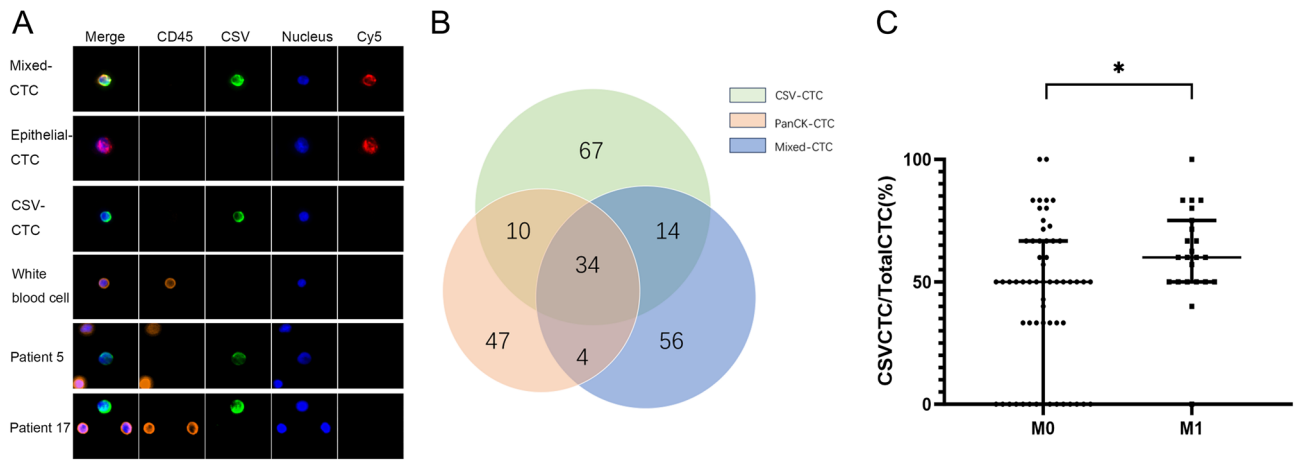 A
Merge CD45 CSV Nucleus Cy5
Mixed-
CTC
Epithelial-
CTC
CSV-
CTC
White
blood cell
Patient 5
Patient 17
B
CSV-CTC
PanCK-CTC
Mixed-CTC
67
10
14
34
47
4
56
C
*
CSVCTC/TotalCTC(%)
100
50
0
M0 M1